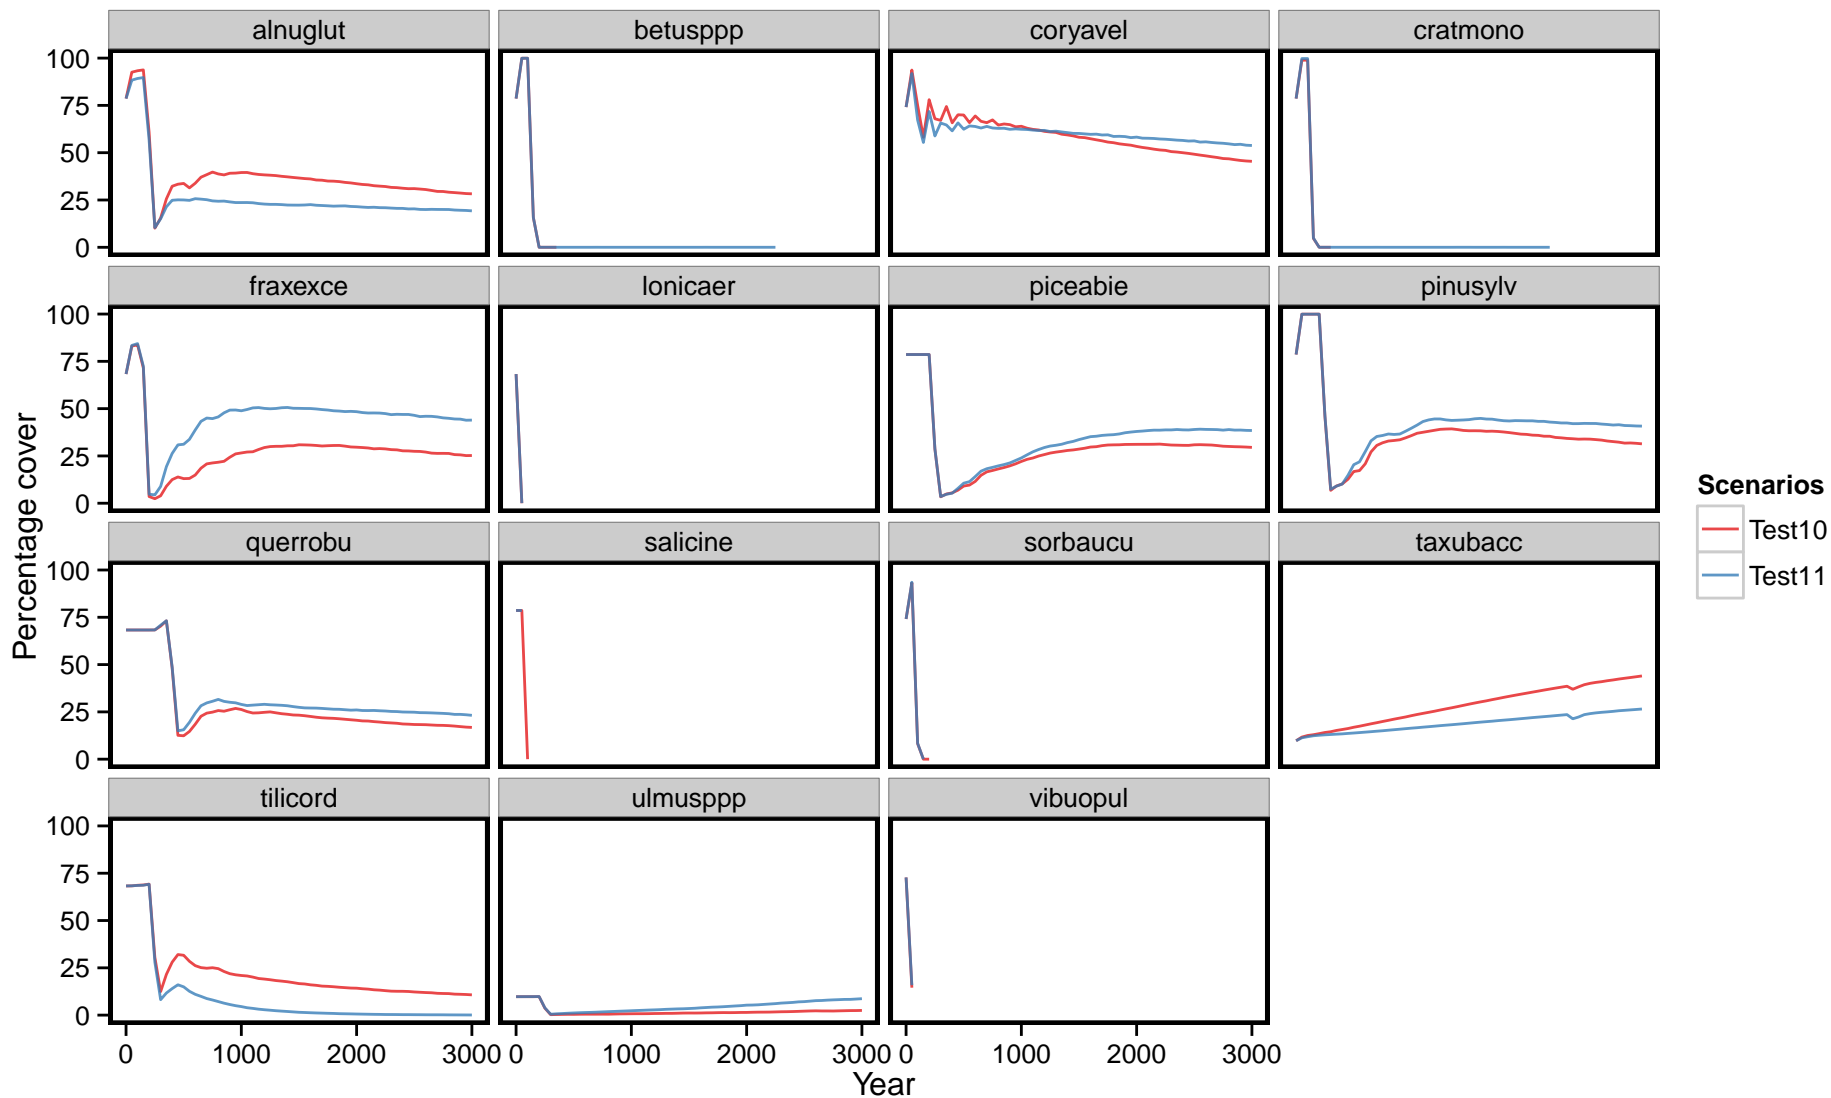 alnuglut betusppp coryavel cratmono
100
75
50
25
0
fraxexce lonicaer piceabie pinusylv
100
75
50
25
0
querrobu salicine sorbaucu taxubacc
100
75
50
25
0
tilicord ulmusppp vibuopul
100
75
50
25
0
0 1000 2000 3000 0 1000 2000 3000 0 1000 2000 3000
Year
Percentage cover
Scenarios
Test10
Test11